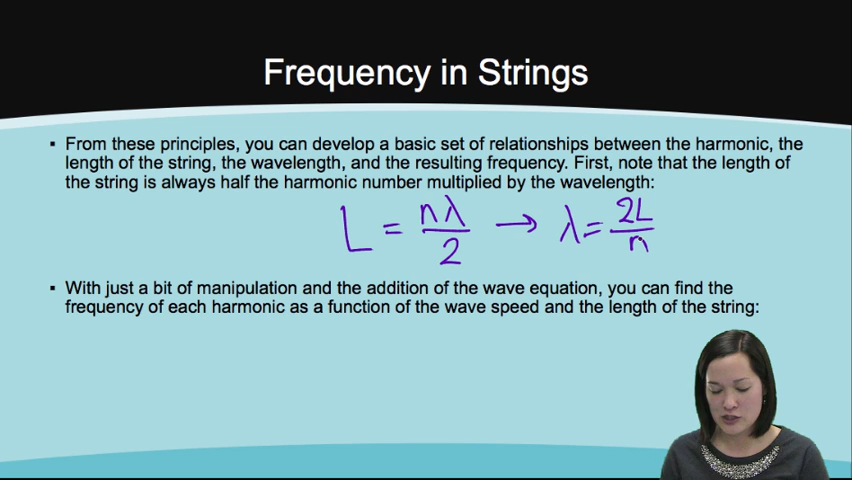 Frequency in Strings
▪ From these principles, you can develop a basic set of relationships between the harmonic, the
length of the string, the wavelength, and the resulting frequency. First, note that the length of
the string is always half the harmonic number multiplied by the wavelength:
L = nλ/2 → λ = 2L/n
▪ With just a bit of manipulation and the addition of the wave equation, you can find the
frequency of each harmonic as a function of the wave speed and the length of the string: